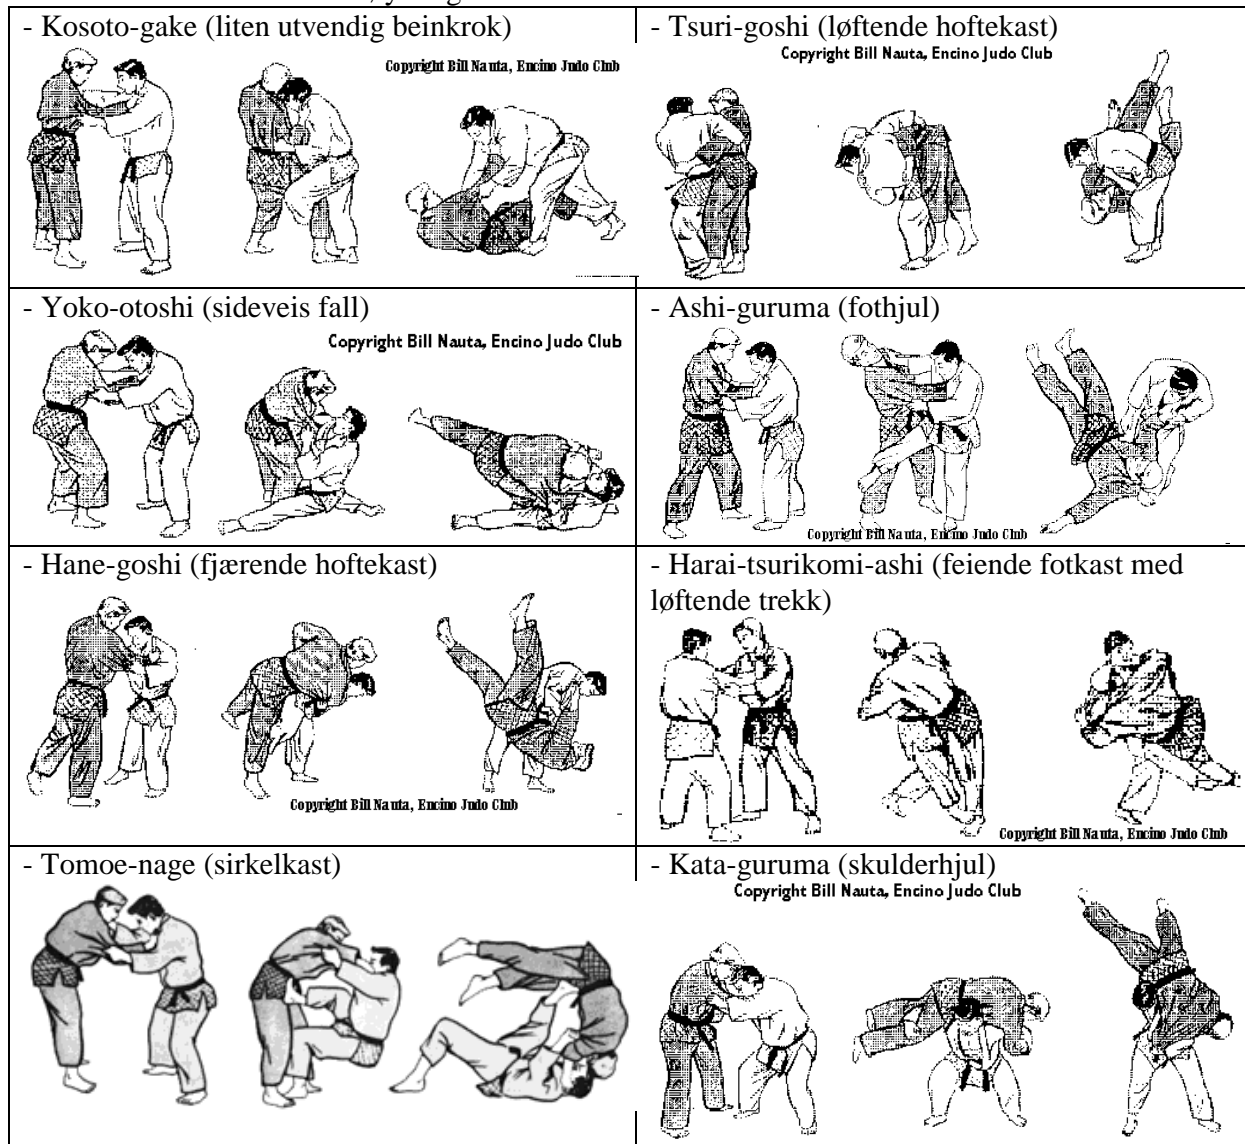 - Kosoto-gake (liten utvendig beinkrok)
Copyright Bill Nauta, Encino Judo Club
- Tsuri-goshi (løftende hoftekast)
Copyright Bill Nauta, Encino Judo Club
- Yoko-otoshi (sideveis fall)
Copyright Bill Nauta, Encino Judo Club
- Ashi-guruma (fothjul)
Copyright Bill Nauta, Encino Judo Club
- Hane-goshi (fjærende hoftekast)
Copyright Bill Nauta, Encino Judo Club
- Harai-tsurikomi-ashi (feiende fotkast med
løftende trekk)
Copyright Bill Nauta, Encino Judo Club
- Tomoe-nage (sirkelkast)
- Kata-guruma (skulderhjul)
Copyright Bill Nauta, Encino Judo Club